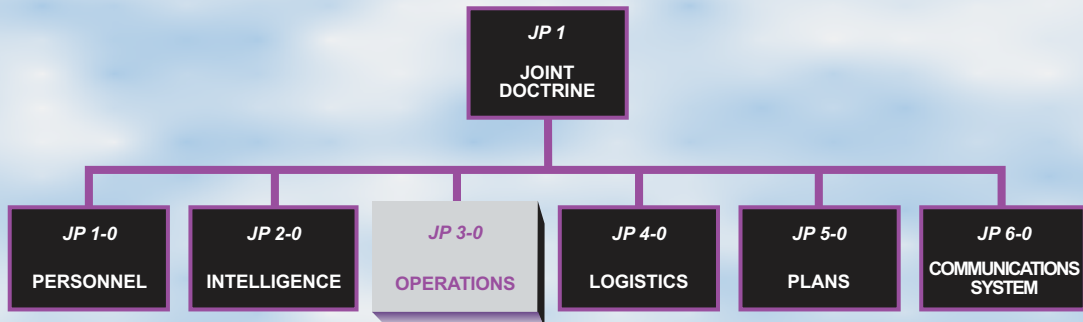 JP 1
JOINT
DOCTRINE
JP 1-0
PERSONNEL
JP 2-0
INTELLIGENCE
JP 3-0
OPERATIONS
JP 4-0
LOGISTICS
JP 5-0
PLANS
JP 6-0
COMMUNICATIONS
SYSTEM